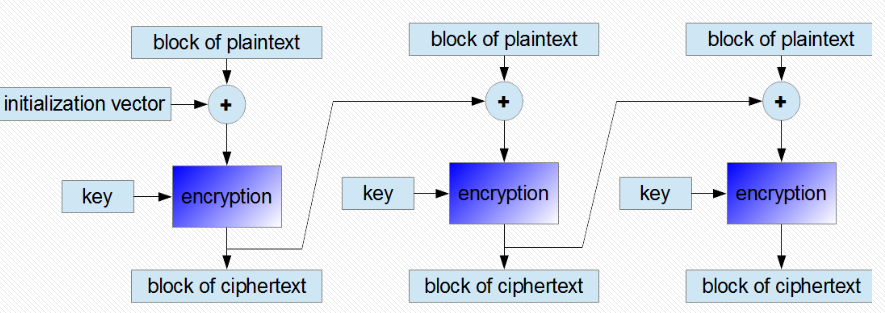 block of plaintext
block of plaintext
block of plaintext
initialization vector
+
+
+
key
encryption
key
encryption
key
encryption
block of ciphertext
block of ciphertext
block of ciphertext